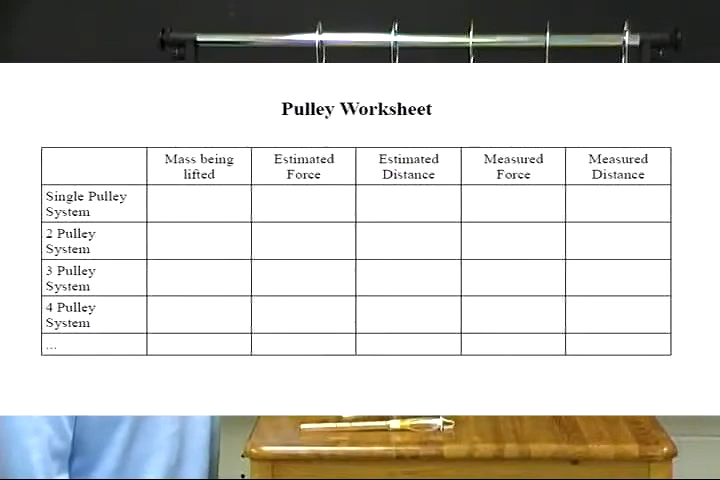 Pulley Worksheet
Mass being lifted
Estimated Force
Estimated Distance
Measured Force
Measured Distance
Single Pulley System
2 Pulley System
3 Pulley System
4 Pulley System
...